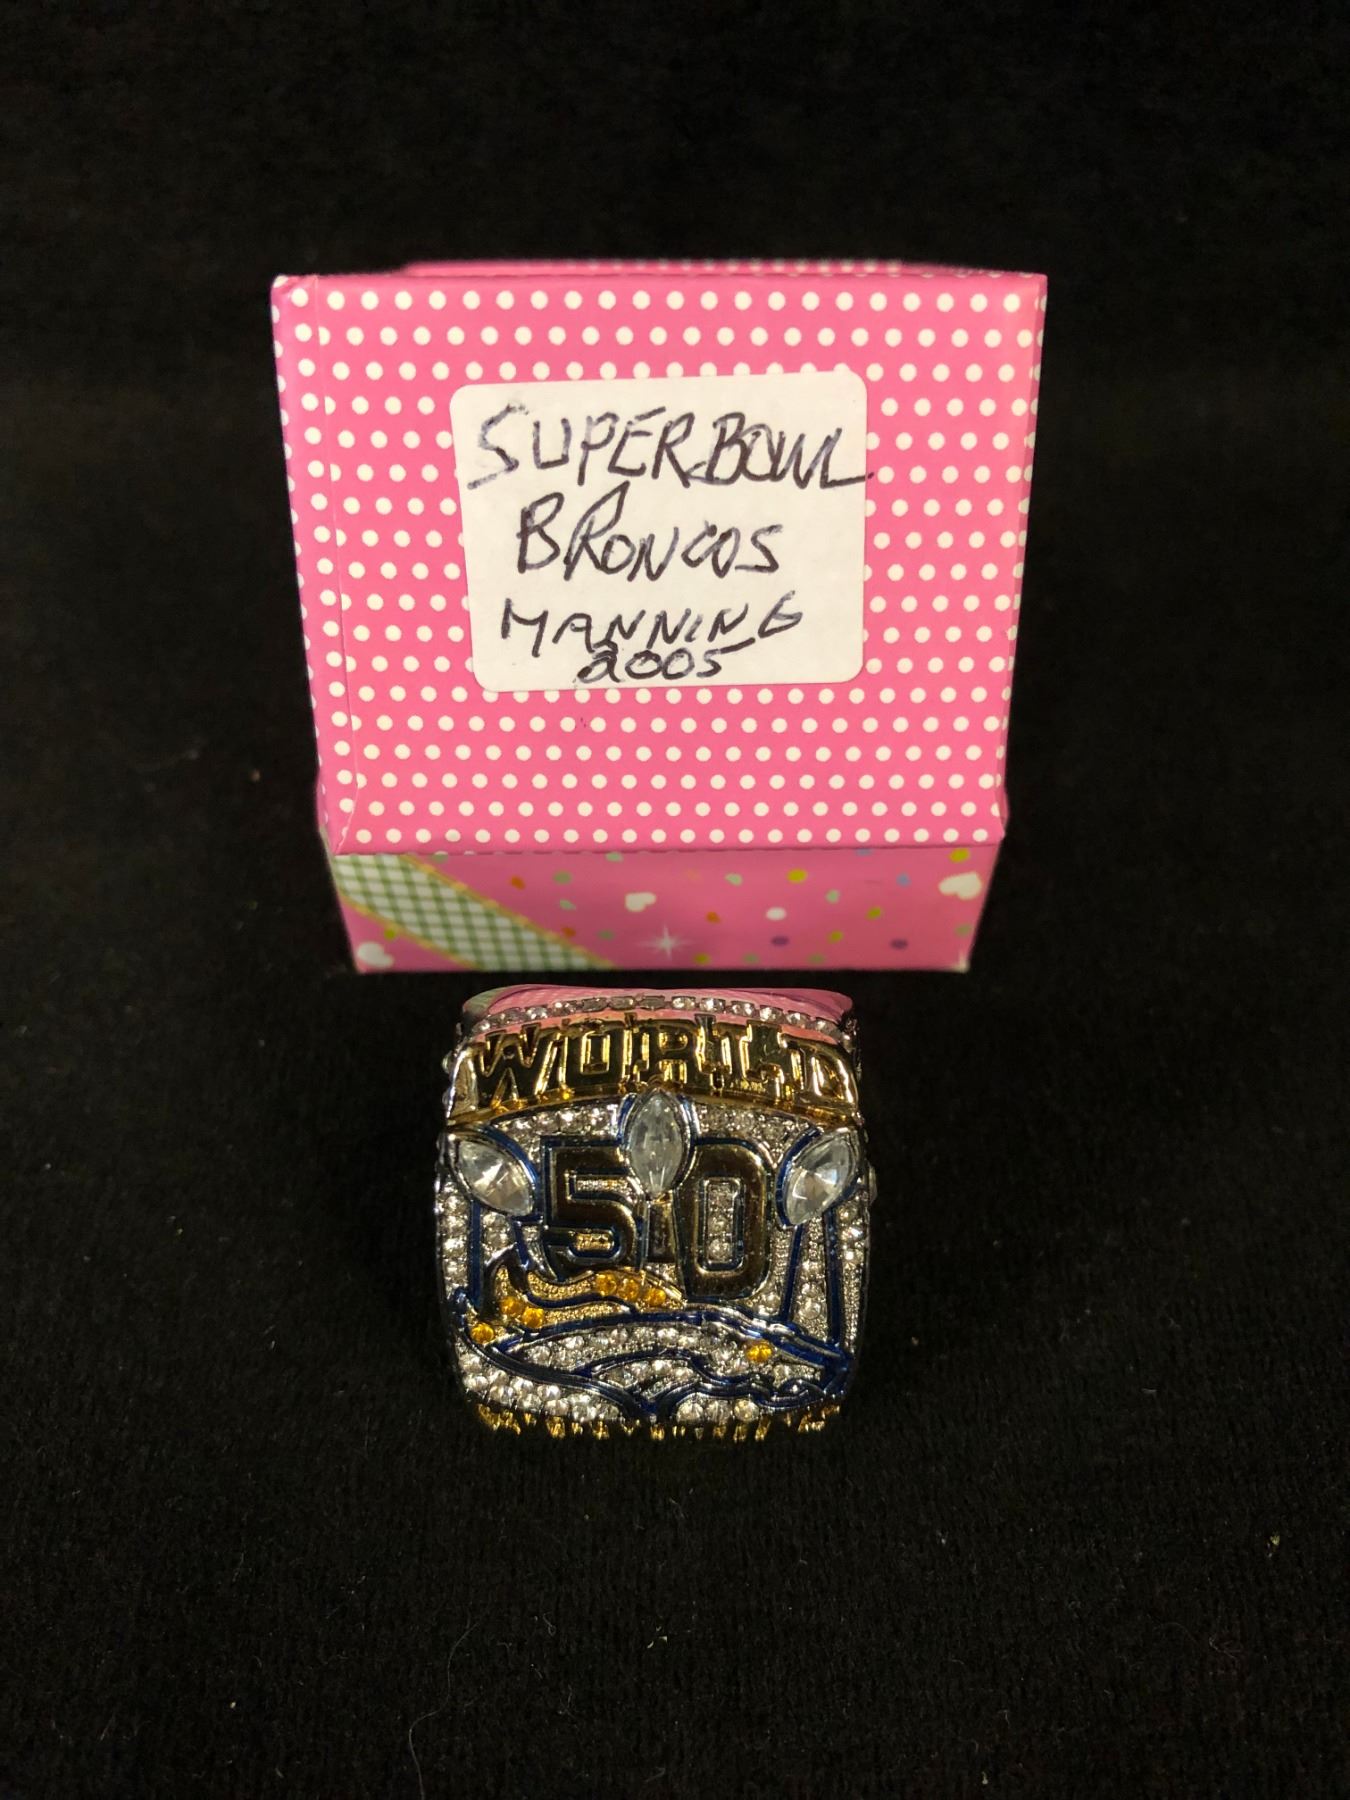 SUPERBOWL
BRONCOS
MANNING
2005
WORLD
50